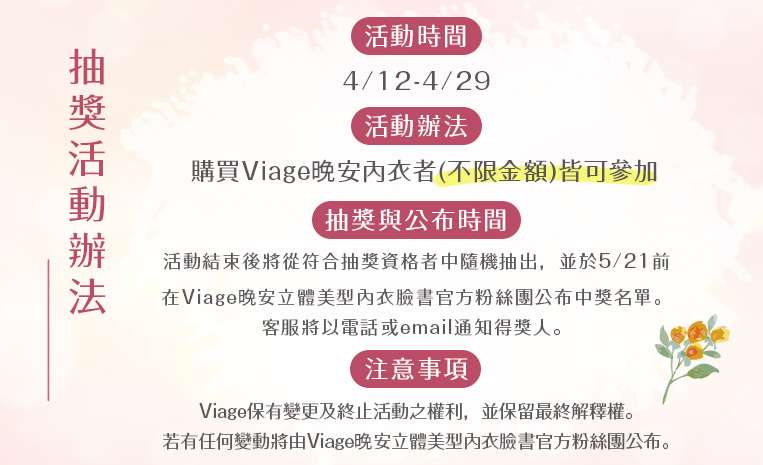 抽獎活動辦法
活動時間
4/12-4/29
活動辦法
購買Viage晚安內衣者(不限金額)皆可參加
抽獎與公布時間
活動結束後將從符合抽獎資格者中隨機抽出，並於5/21前
在Viage晚安立體美型內衣臉書官方粉絲團公布中獎名單。
客服將以電話或email通知得獎人。
注意事項
Viage保有變更及終止活動之權利，並保留最終解釋權。
若有任何變動將由Viage晚安立體美型內衣臉書官方粉絲團公布。